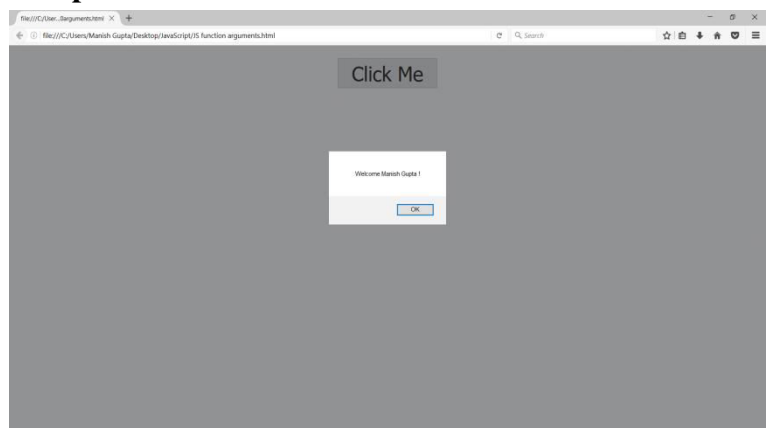 file:///C:/User...0arguments.html
file:///C:/Users/Manish Gupta/Desktop/JavaScript/JS function arguments.html
Search
Click Me
Welcome Manish Gupta !
OK